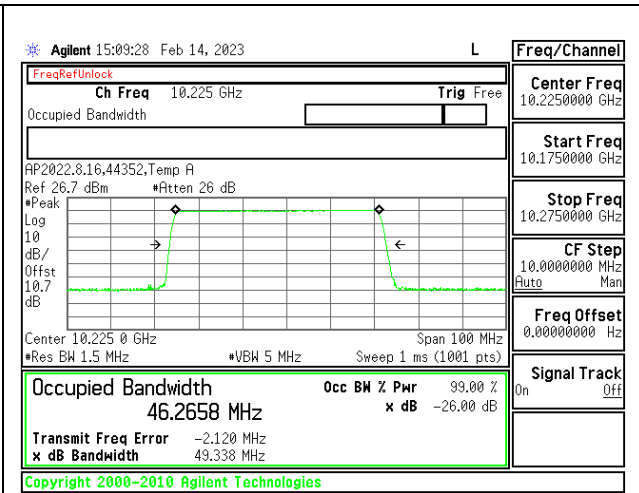 Agilent 15:09:28 Feb 14, 2023 L
FreqRefUnlock
Ch Freq 10.225 GHz Trig Free
Occupied Bandwidth
AP2022.8.16,44352,Temp A
Ref 26.7 dBm #Atten 26 dB
#Peak
Log
10
dB/
Offst
10.7
dB
Center 10.225 0 GHz Span 100 MHz
#Res BW 1.5 MHz #VBW 5 MHz Sweep 1 ms (1001 pts)
Occupied Bandwidth Occ BW % Pwr 99.00 %
46.2658 MHz x dB -26.00 dB
Transmit Freq Error -2.120 MHz
x dB Bandwidth 49.338 MHz
Copyright 2000-2010 Agilent Technologies
Freq/Channel
Center Freq
10.2250000 GHz
Start Freq
10.1750000 GHz
Stop Freq
10.2750000 GHz
CF Step
10.0000000 MHz
Auto Man
Freq Offset
0.00000000 Hz
Signal Track
On Off